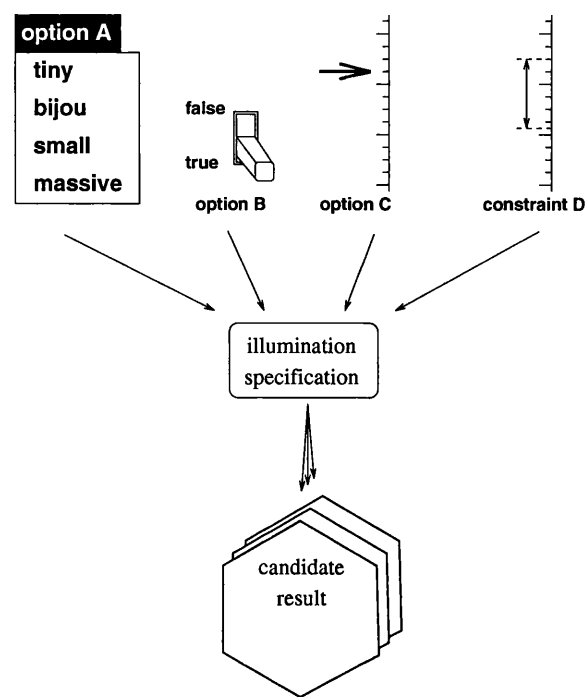 option A
tiny
bijou
small
massive
false
true
option B
option C
constraint D
illumination
specification
candidate
result